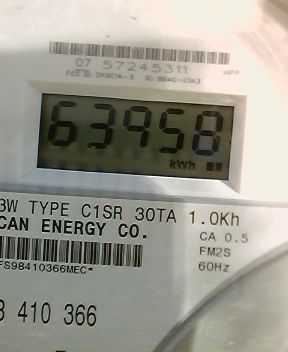 07 57245311
63958
kWh
3W TYPE C1SR 30TA 1.0Kh
CAN ENERGY CO.
CA 0.5
FM2S
60Hz
FS98410366MEC*
410 366